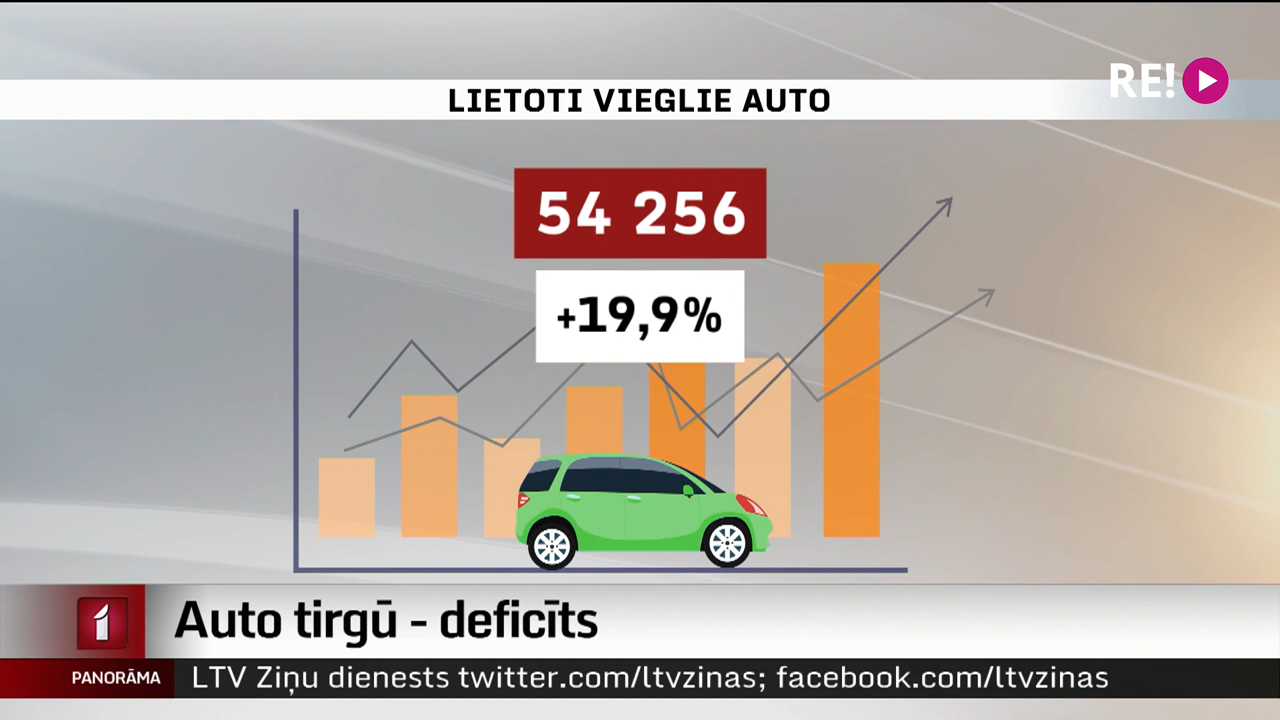 RE!
LIETOTI VIEGLIE AUTO
54 256
+19,9%
1
Auto tirgū - deficīts
PANORĀMA
LTV Ziņu dienests twitter.com/ltvzinas; facebook.com/ltvzinas